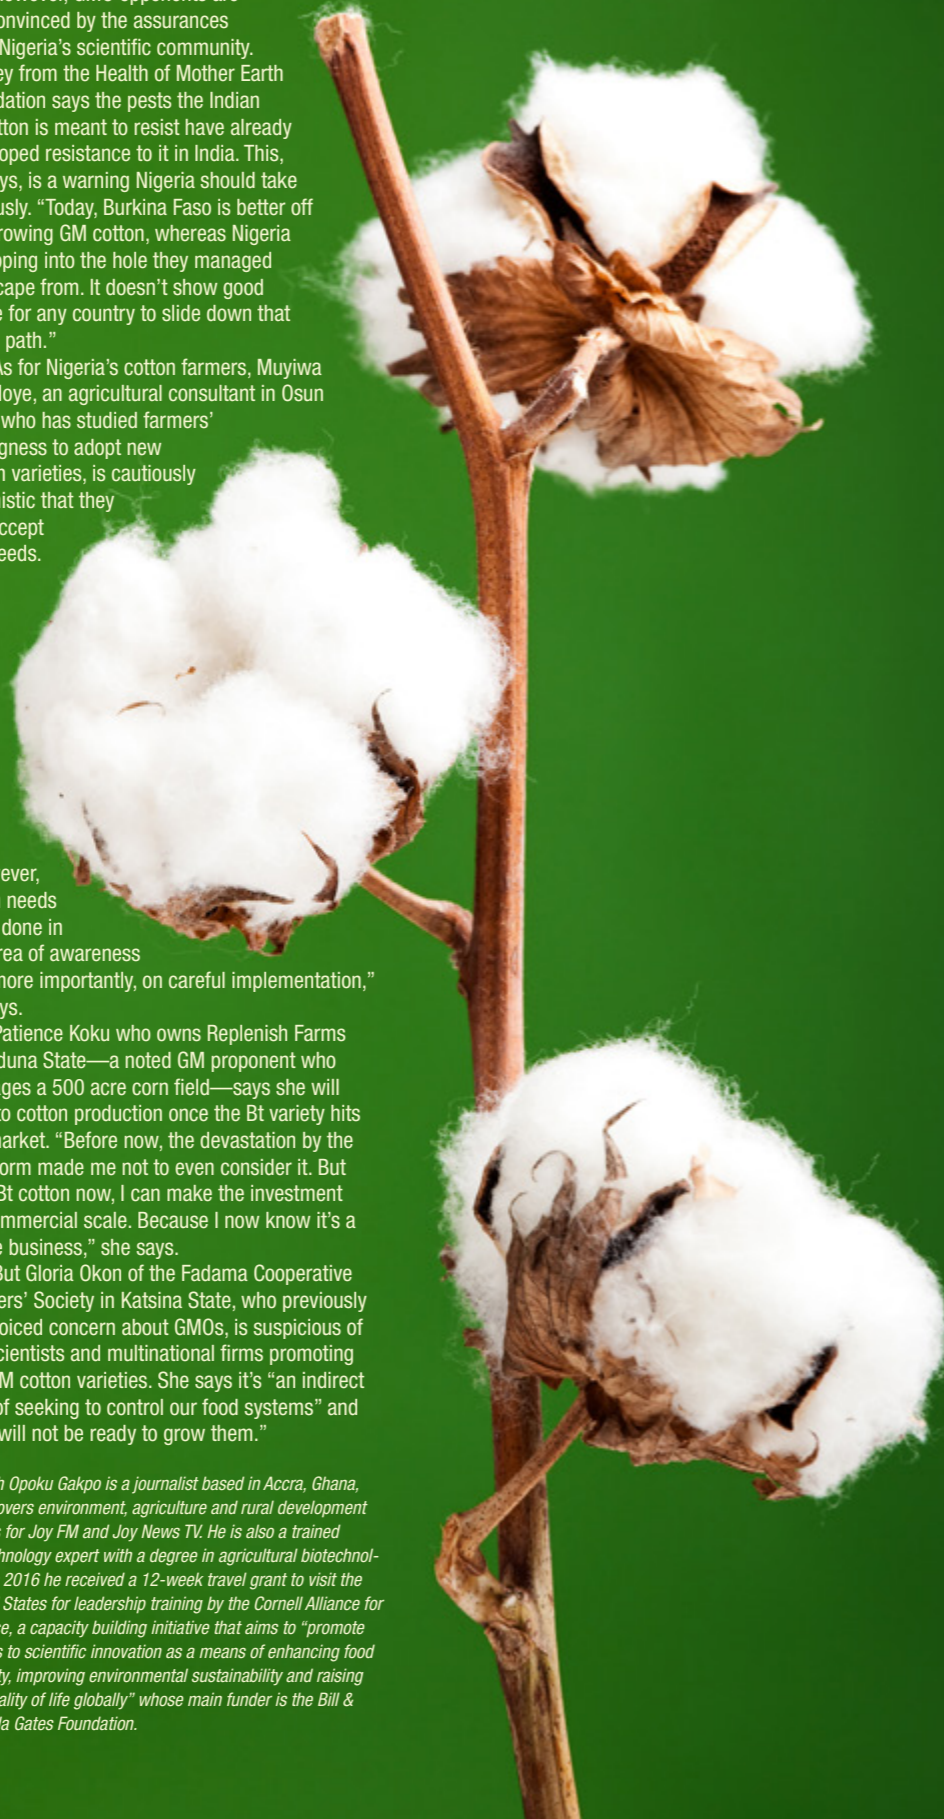 onvinced by the assurances
Nigeria’s scientific community.
ey from the Health of Mother Earth
dation says the pests the Indian
tton is meant to resist have already
oped resistance to it in India. This,
ys, is a warning Nigeria should take
usly. “Today, Burkina Faso is better off
rowing GM cotton, whereas Nigeria
pping into the hole they managed
cape from. It doesn’t show good
e for any country to slide down that
path.”
As for Nigeria’s cotton farmers, Muyiwa
loye, an agricultural consultant in Osun
who has studied farmers’
gness to adopt new
n varieties, is cautiously
nistic that they
ccept
eeds.
ever,
needs
done in
rea of awareness
more importantly, on careful implementation,”
ys.
Patience Koku who owns Replenish Farms
duna State—a noted GM proponent who
ges a 500 acre corn field—says she will
to cotton production once the Bt variety hits
narket. “Before now, the devastation by the
orm made me not to even consider it. But
Bt cotton now, I can make the investment
mmercial scale. Because I now know it’s a
e business,” she says.
But Gloria Okon of the Fadama Cooperative
ers’ Society in Katsina State, who previously
oiced concern about GMOs, is suspicious of
cientists and multinational firms promoting
M cotton varieties. She says it’s “an indirect
of seeking to control our food systems” and
will not be ready to grow them.”
h Opoku Gakpo is a journalist based in Accra, Ghana,
overs environment, agriculture and rural development
s for Joy FM and Joy News TV. He is also a trained
hnology expert with a degree in agricultural biotechnol-
2016 he received a 12-week travel grant to visit the
States for leadership training by the Cornell Alliance for
e, a capacity building initiative that aims to “promote
s to scientific innovation as a means of enhancing food
ty, improving environmental sustainability and raising
ality of life globally” whose main funder is the Bill &
la Gates Foundation.